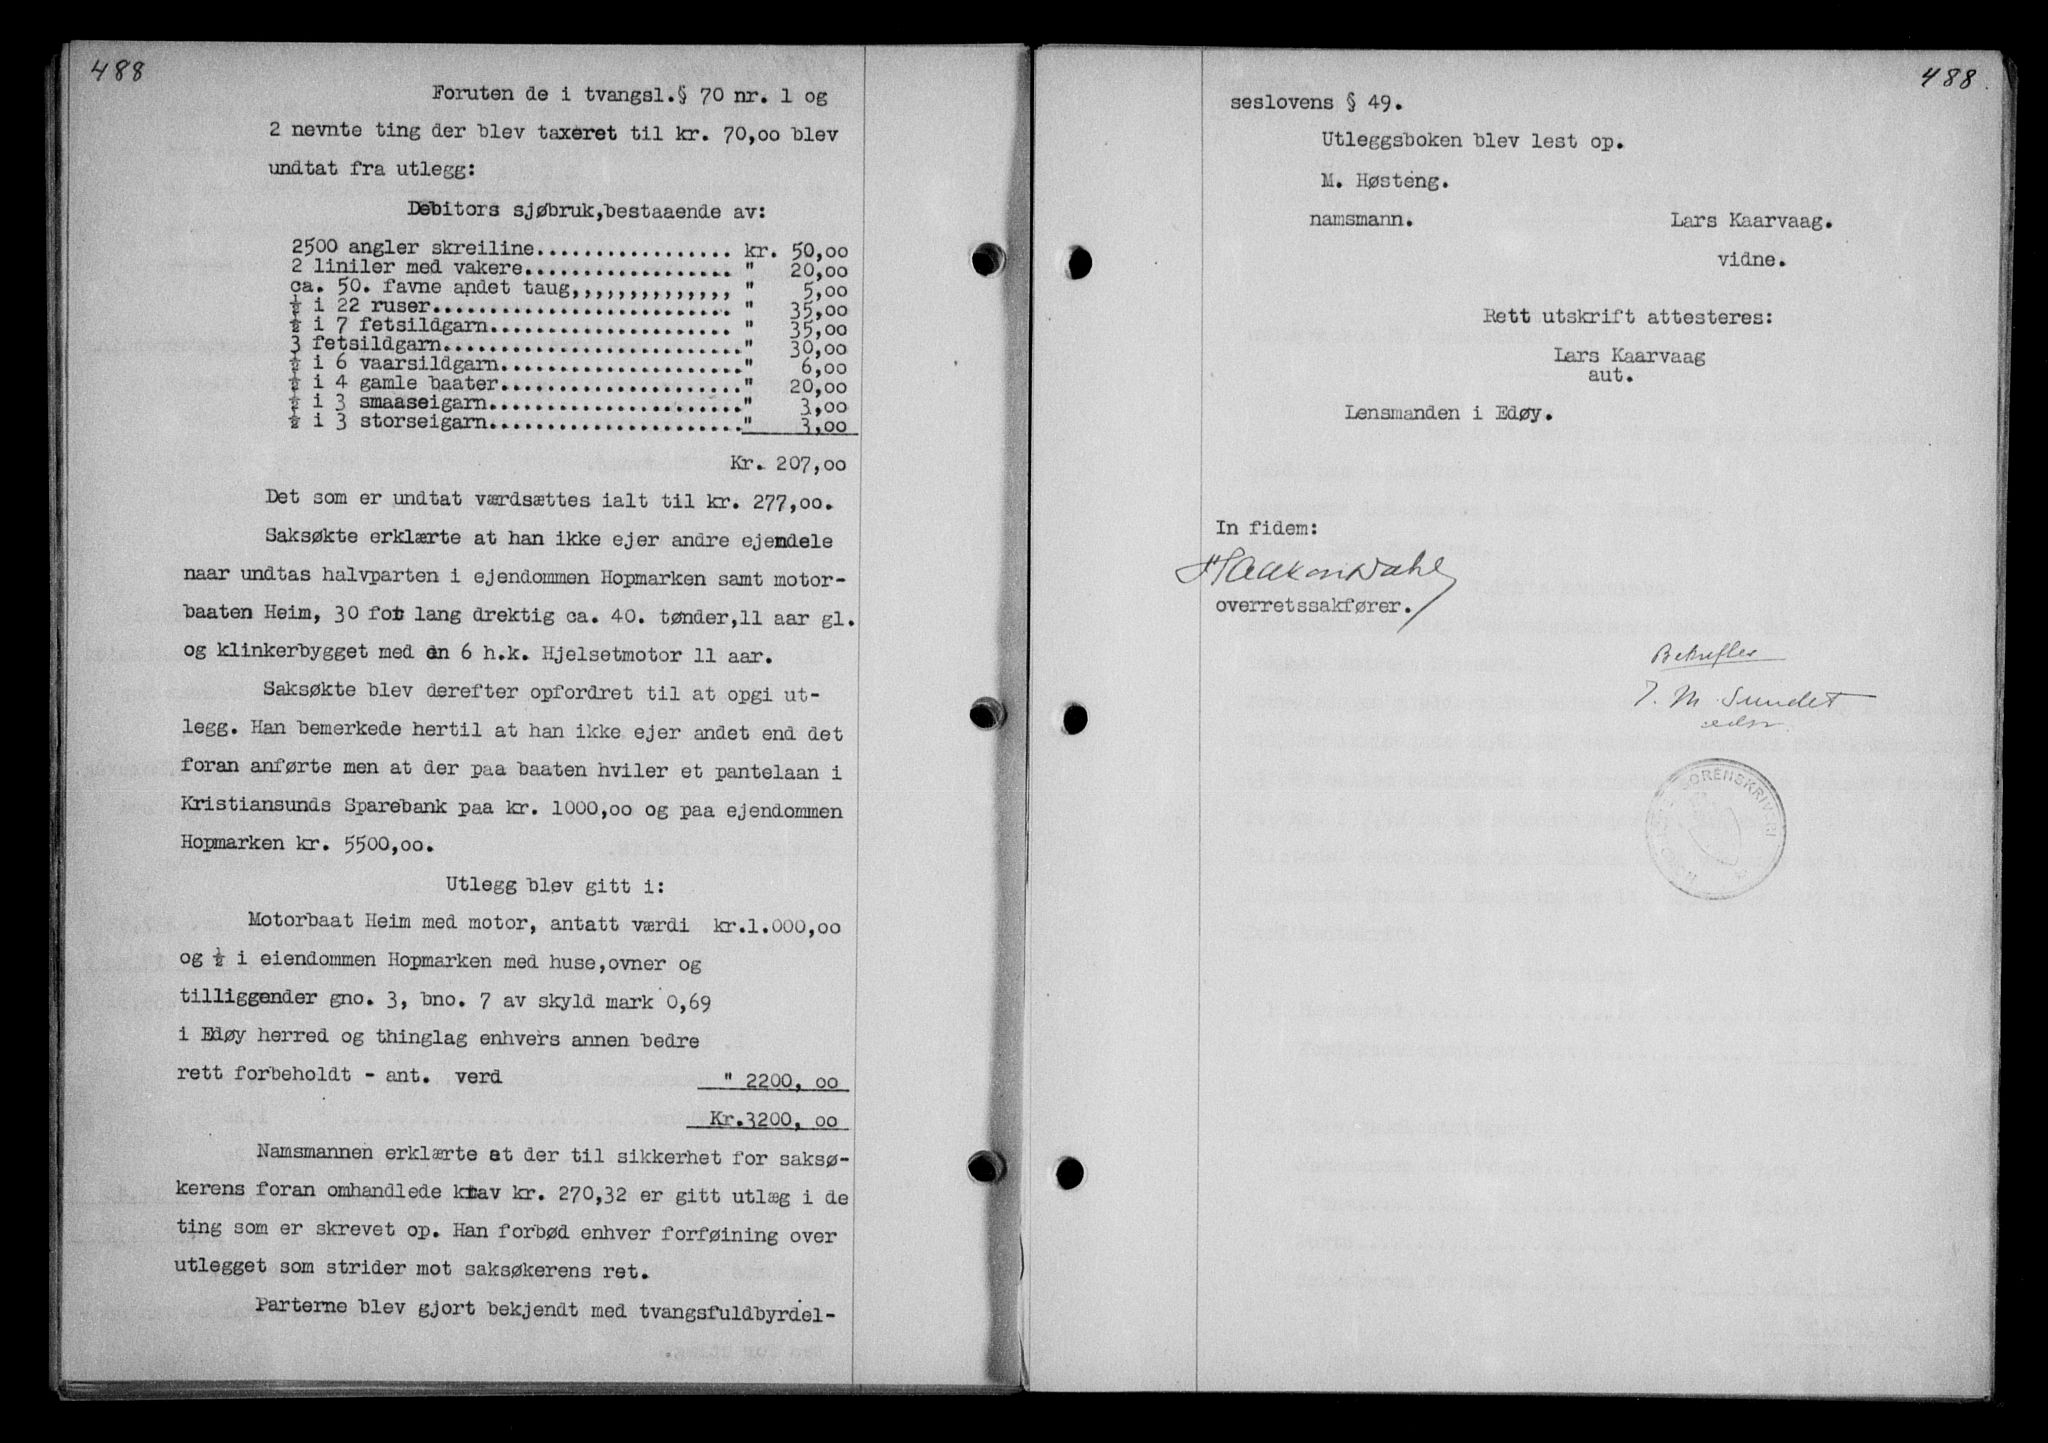 488
Foruten de i tvangsl.§ 70 nr. 1 og
2 nevnte ting der blev taxeret til kr. 70,00 blev
undtat fra utlegg:
Debitors sjøbruk,bestaaende av:
2500 angler skreiline.................. kr. 50,00
2 liniler med vakere................... " 20,00
ca. 50. favne andet taug,,,,,,,,,,,,,, " 5,00
½ i 22 ruser........................... " 35,00
½ i 7 fetsildgarn...................... " 35,00
3 fetsildgarn.........................." 30,00
½ i 6 vaarsildgarn....................." 6,00
½ i 4 gamle baater....................." 20,00
½ i 3 smaaseigarn......................" 3,00
½ i 3 storseigarn......................" 3,00
Kr. 207,00
Det som er undtat værdsættes ialt til kr. 277,00.
Saksøkte erklærte at han ikke ejer andre ejendele
naar undtas halvparten i ejendommen Hopmarken samt motor-
baaten Heim, 30 fot lang drektig ca. 40. tønder,11 aar gl.
og klinkerbygget med en 6 h.k. Hjelsetmotor 11 aar.
Saksøkte blev derefter opfordret til at opgi ut-
legg. Han bemerkede hertil at han ikke ejer andet end det
foran anførte men at der paa baaten hviler et pantelaan i
Kristiansunds Sparebank paa kr. 1000,00 og paa ejendommen
Hopmarken kr. 5500,00.
Utlegg blev gitt i:
Motorbaat Heim med motor, antatt værdi kr.1.000,00
og ½ i eiendommen Hopmarken med huse,ovner og
tilliggender gno. 3, bno. 7 av skyld mark 0,69
i Edøy herred og thinglag enhvers annen bedre
rett forbeholdt - ant. verd " 2200, 00
Kr.3200, 00
Namsmannen erklærte at der til sikkerhet for saksø-
kerens foran omhandlede krav kr. 270,32 er gitt utlæg i de
ting som er skrevet op. Han forbød enhver forføining over
utlegget som strider mot saksøkerens ret.
Parterne blev gjort bekjendt med tvangsfuldbyrdel-
488
seslovens § 49.
Utleggsboken blev lest op.
M. Høsteng.
namsmann. Lars Kaarvaag.
vidne.
Rett utskrift attesteres:
Lars Kaarvaag
aut.
Lensmanden i Edøy.
In fidem:
Haakon Dahl
overretssakfører.
Bekreftes
J. M. Sundet
edsv.
SORENSKRIVERI